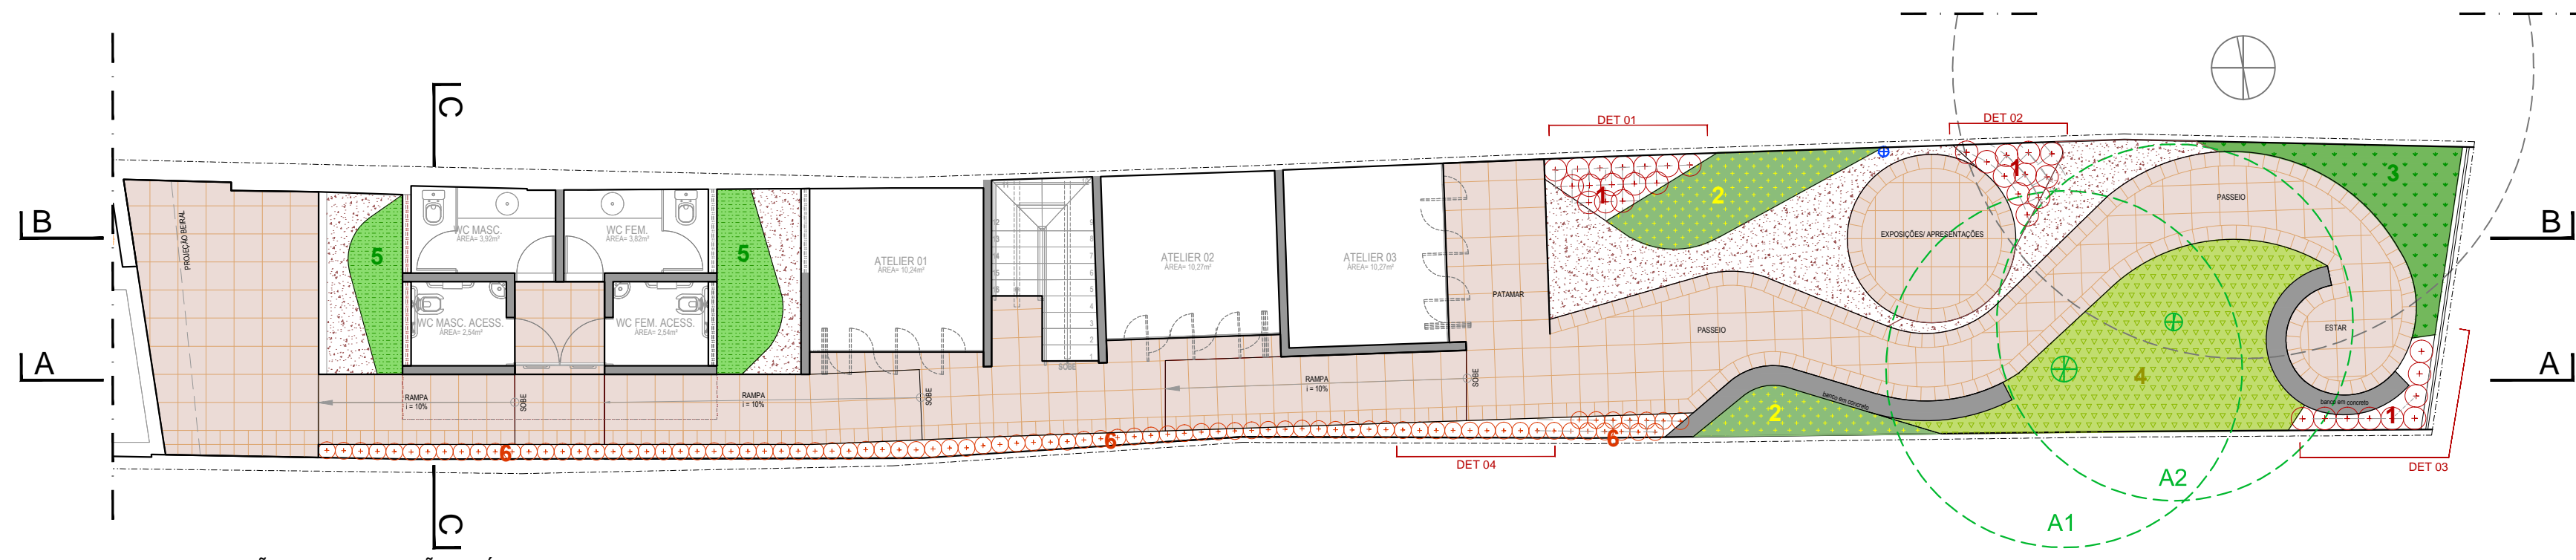 C
DET 01
DET 02
B
PROJEÇÃO BEIRAL
5
WC MASC.
ÁREA= 3,92m²
WC FEM.
ÁREA= 3,82m²
5
ATELIER 01
ÁREA= 10,24m²
ATELIER 02
ÁREA= 10,27m²
ATELIER 03
ÁREA= 10,27m²
PATAMAR
1
2
EXPOSIÇÕES/ APRESENTAÇÕES
1
PASSEIO
3
B
A
WC MASC. ACESS.
ÁREA= 2,54m²
WC FEM. ACESS.
ÁREA= 2,54m²
SOBE
PASSEIO
ESTAR
A
RAMPA
i = 10%
SOBE
RAMPA
i = 10%
SOBE
RAMPA
i = 10%
SOBE
2
banco em concreto
4
banco em concreto
1
6
6
6
DET 04
DET 03
A2
A1
C